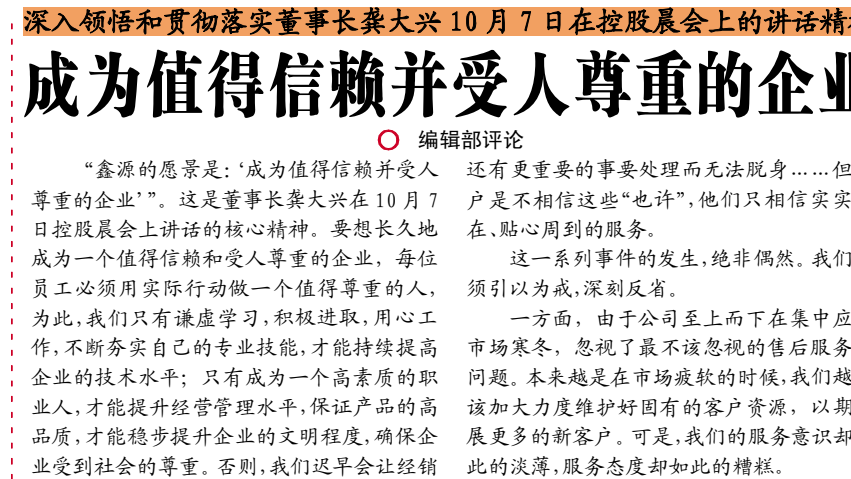 深入领悟和贯彻落实董事长龚大兴10月7日在控股晨会上的讲话精
成为值得信赖并受人尊重的企业
编辑部评论
“鑫源的愿景是：‘成为值得信赖并受人
尊重的企业’”。这是董事长龚大兴在10月7
日控股晨会上讲话的核心精神。要想长久地
成为一个值得信赖和受人尊重的企业，每位
员工必须用实际行动做一个值得尊重的人，
为此，我们只有谦虚学习，积极进取，用心工
作，不断夯实自己的专业技能，才能持续提高
企业的技术水平；只有成为一个高素质的职
业人，才能提升经营管理水平，保证产品的高
品质，才能稳步提升企业的文明程度，确保企
业受到社会的尊重。否则，我们迟早会让经销
还有更重要的事要处理而无法脱身……但
户是不相信这些“也许”，他们只相信实实
在、贴心周到的服务。
这一系列事件的发生，绝非偶然。我们
须引以为戒，深刻反省。
一方面，由于公司至上而下在集中应
市场寒冬，忽视了最不该忽视的售后服务
问题。本来越是在市场疲软的时候，我们越
该加大力度维护好固有的客户资源，以期
展更多的新客户。可是，我们的服务意识却
此的淡薄，服务态度却如此的糟糕。